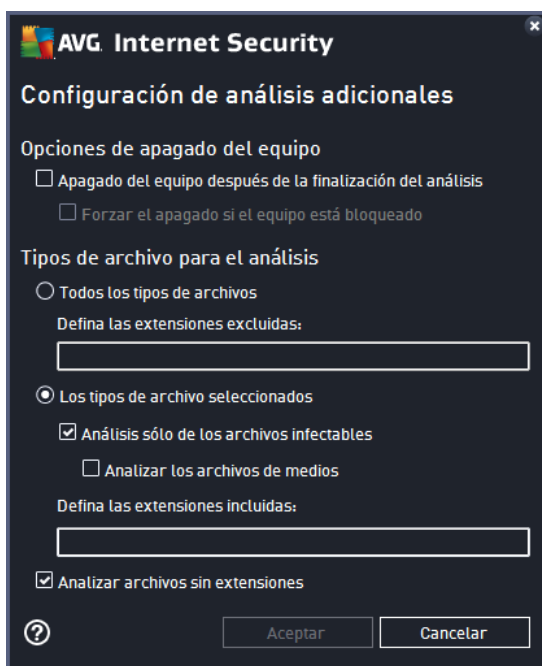 AVG. Internet Security
Configuración de análisis adicionales
Opciones de apagado del equipo
Apagado del equipo después de la finalización del análisis
Forzar el apagado si el equipo está bloqueado
Tipos de archivo para el análisis
Todos los tipos de archivos
Defina las extensiones excluidas:
Los tipos de archivo seleccionados
Análisis sólo de los archivos infectables
Analizar los archivos de medios
Defina las extensiones incluidas:
Analizar archivos sin extensiones
Aceptar Cancelar